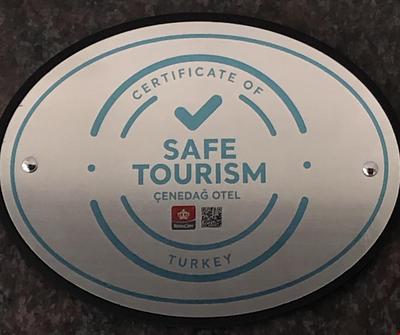 CERTIFICATE OF
SAFE
TOURISM
ÇENEDAĞ OTEL
TURKEY